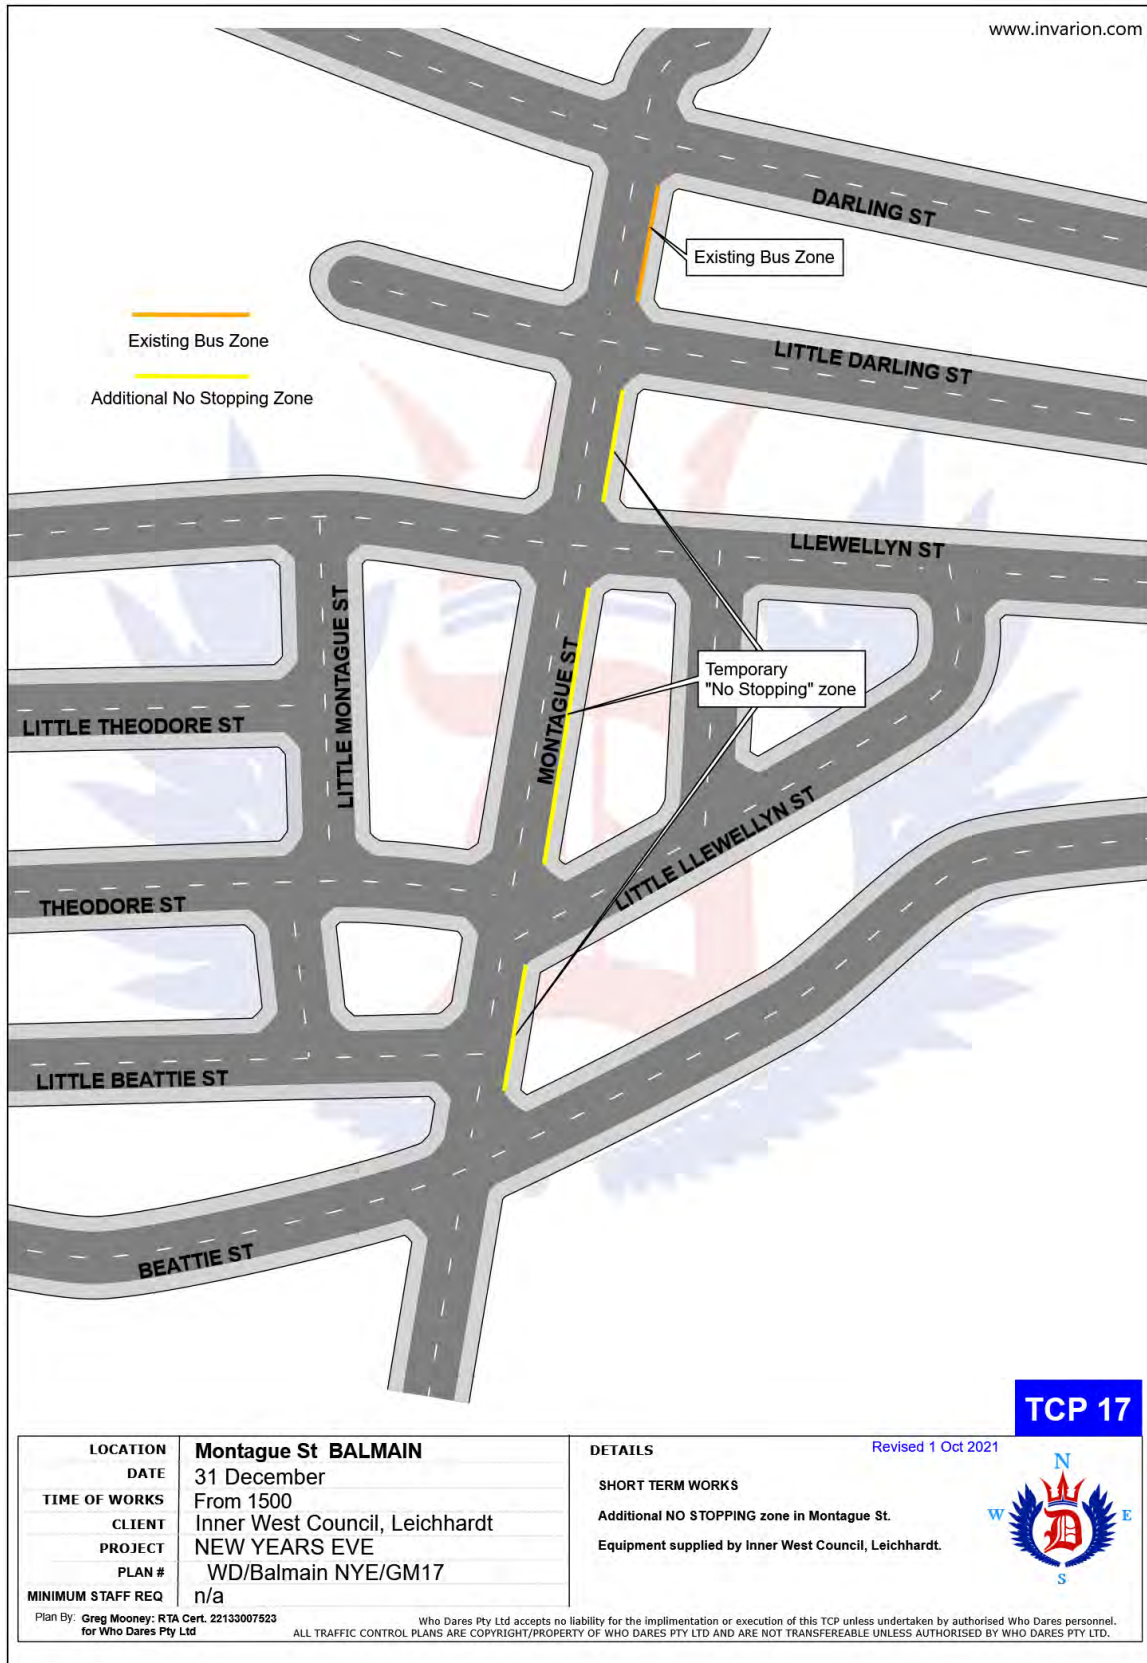 www.invarion.com
DARLING ST
Existing Bus Zone
Existing Bus Zone
LITTLE DARLING ST
Additional No Stopping Zone
LLEWELLYN ST
LITTLE MONTAGUE ST
MONTAGUE ST
Temporary
"No Stopping" zone
LITTLE THEODORE ST
LITTLE LLEWELLYN ST
THEODORE ST
LITTLE BEATTIE ST
BEATTIE ST
TCP 17
LOCATION Montague St BALMAIN
DATE 31 December
TIME OF WORKS From 1500
CLIENT Inner West Council, Leichhardt
PROJECT NEW YEARS EVE
PLAN # WD/Balmain NYE/GM17
MINIMUM STAFF REQ n/a
DETAILS
Revised 1 Oct 2021
SHORT TERM WORKS
Additional NO STOPPING zone in Montague St.
Equipment supplied by Inner West Council, Leichhardt.
N
W
E
D
S
Plan By: Greg Mooney: RTA Cert. 22133007523
for Who Dares Pty Ltd
Who Dares Pty Ltd accepts no liability for the implimentation or execution of this TCP unless undertaken by authorised Who Dares personnel.
ALL TRAFFIC CONTROL PLANS ARE COPYRIGHT/PROPERTY OF WHO DARES PTY LTD AND ARE NOT TRANSFEREABLE UNLESS AUTHORISED BY WHO DARES PTY LTD.